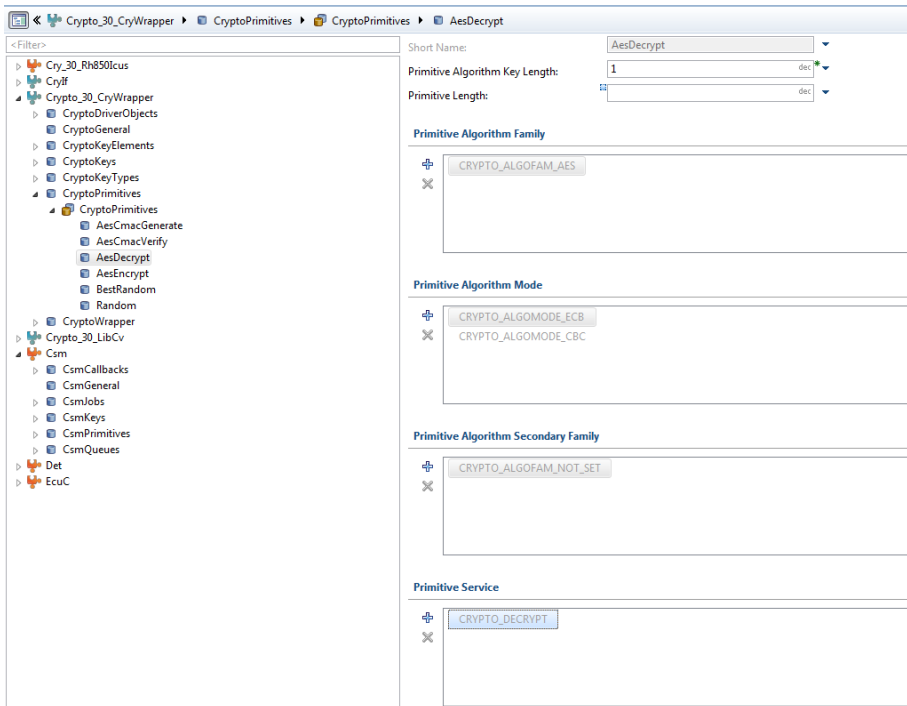 Crypto_30_CryWrapper CryptoPrimitives CryptoPrimitives AesDecrypt
<Filter>
Cry_30_Rh850Icus
CryIf
Crypto_30_CryWrapper
CryptoDriverObjects
CryptoGeneral
CryptoKeyElements
CryptoKeys
CryptoKeyTypes
CryptoPrimitives
CryptoPrimitives
AesCmacGenerate
AesCmacVerify
AesDecrypt
AesEncrypt
BestRandom
Random
CryptoWrapper
Crypto_30_LibCv
Csm
CsmCallbacks
CsmGeneral
CsmJobs
CsmKeys
CsmPrimitives
CsmQueues
Det
EcuC
Short Name: AesDecrypt
Primitive Algorithm Key Length: 1 dec
Primitive Length: dec
Primitive Algorithm Family
CRYPTO_ALGOFAM_AES
Primitive Algorithm Mode
CRYPTO_ALGOMODE_ECB
CRYPTO_ALGOMODE_CBC
Primitive Algorithm Secondary Family
CRYPTO_ALGOFAM_NOT_SET
Primitive Service
CRYPTO_DECRYPT